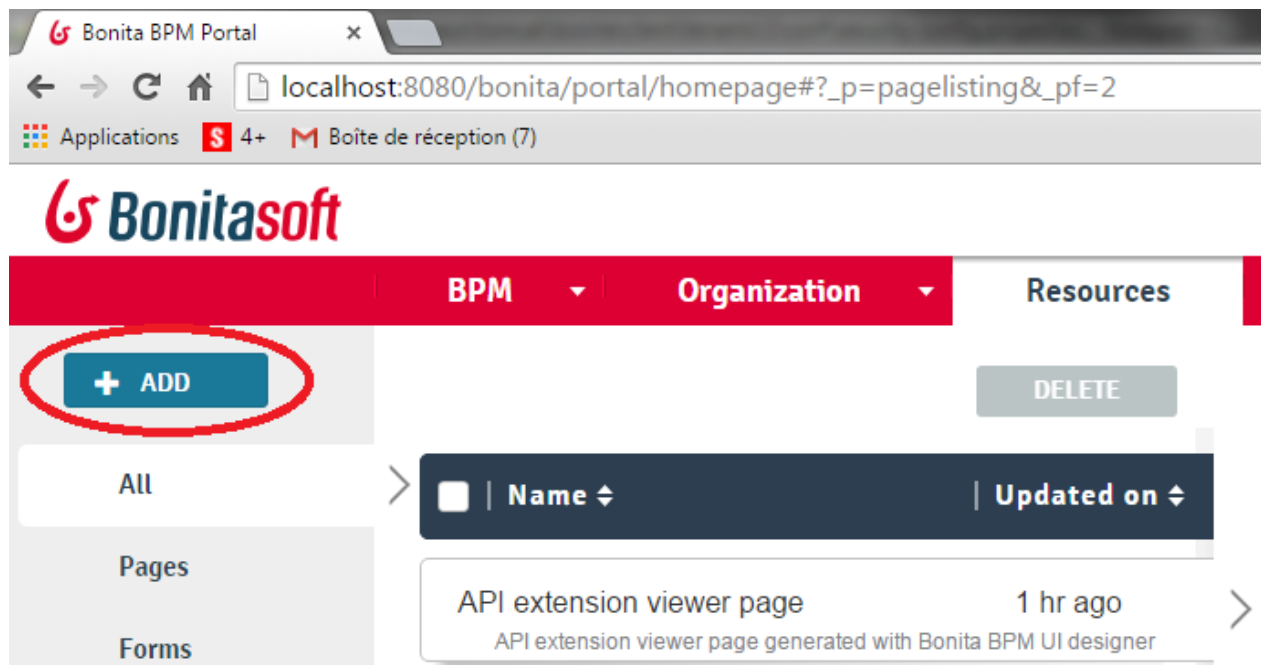 Bonita BPM Portal
localhost:8080/bonita/portal/homepage#?_p=pagelisting&_pf=2
Applications S 4+ Boîte de réception (7)
Bonitasoft
BPM Organization Resources
+ ADD
DELETE
All
Name Updated on
Pages
API extension viewer page 1 hr ago
API extension viewer page generated with Bonita BPM UI designer
Forms